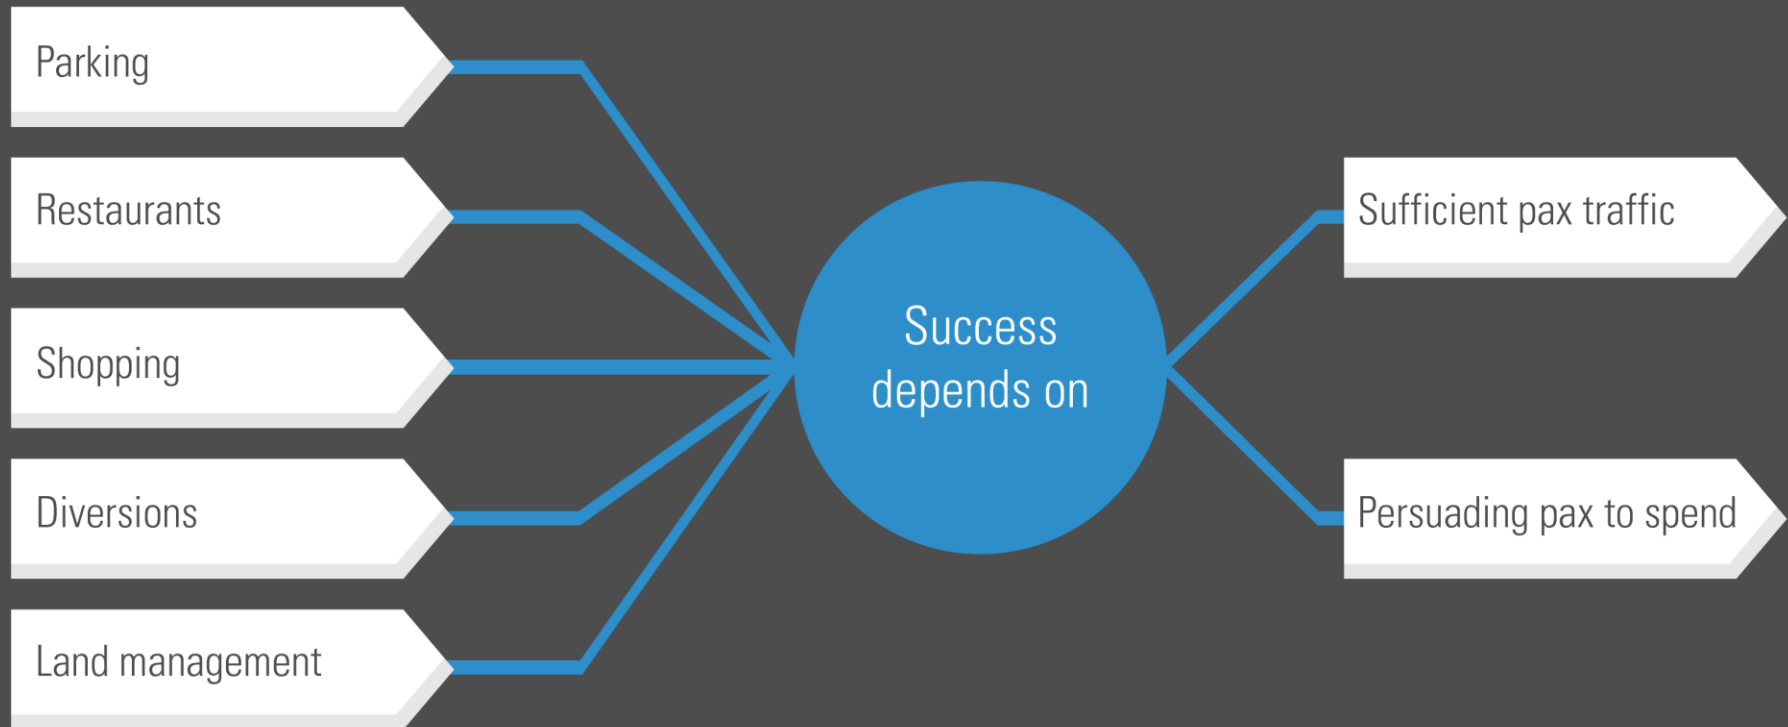 Parking
Restaurants
Shopping
Diversions
Land management
Success
depends on
Sufficient pax traffic
Persuading pax to spend